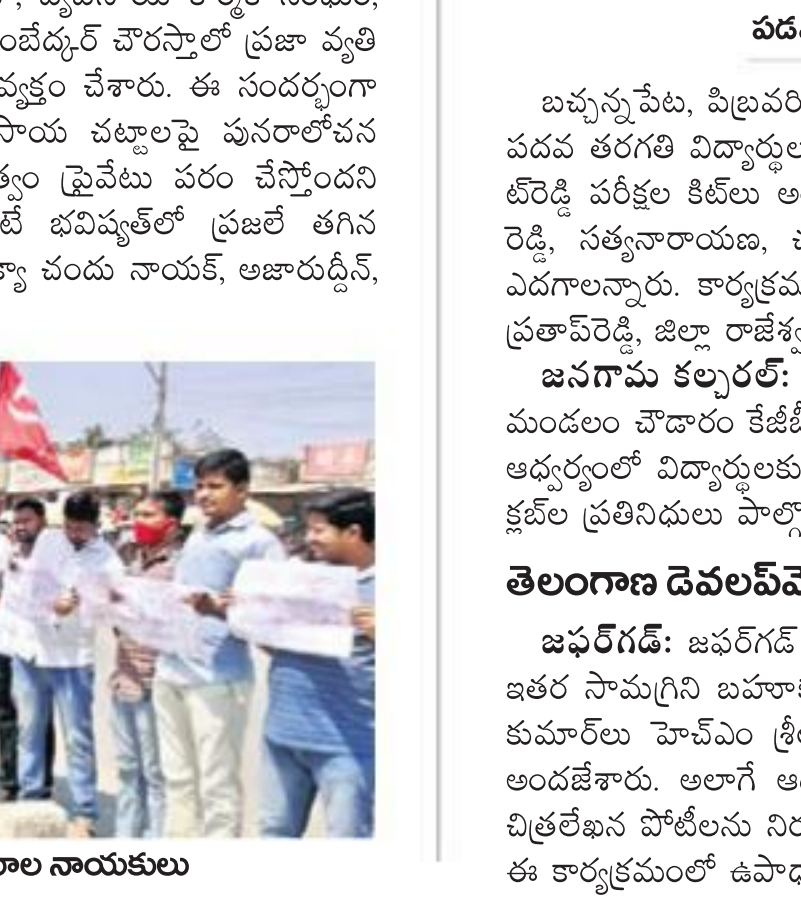 అంబేద్కర్ చౌరస్తాలో ప్రజా వ్యతి
వ్యక్తం చేశారు. ఈ సందర్భంగా
సాయ చట్టాలపై పునరాలోచన
త్వం ప్రైవేటు పరం చేస్తోందని
టే భవిష్యత్‌లో ప్రజలే తగిన
క్యా చందు నాయక్, అజారుద్దీన్,
నాయకులు
బచ్చన్నపేట, పిబ్రవరి
పదవ తరగతి విద్యార్థుల
ట్‌రెడ్డి పరీక్షల కిట్‌లు
రెడ్డి, సత్యనారాయణ,
ఎదగాలన్నారు. కార్యక్రమ
ప్రతాప్‌రెడ్డి, జిల్లా రాజేశ్వ
జనగామ కల్చరల్:
మండలం చౌడారం కేజీబీ
ఆధ్వర్యంలో విద్యార్థులకు
క్లబ్‌ల ప్రతినిధులు పాల్గొ
తెలంగాణ డెవలప్‌మె
జఫర్‌గడ్: జఫర్‌గడ్
ఇతర సామగ్రిని బహూక
కుమార్‌లు హెచ్‌ఎం శ్రీల
అందజేశారు. అలాగే
చిత్రలేఖన పోటీలను నిర
ఈ కార్యక్రమంలో ఉపాధ